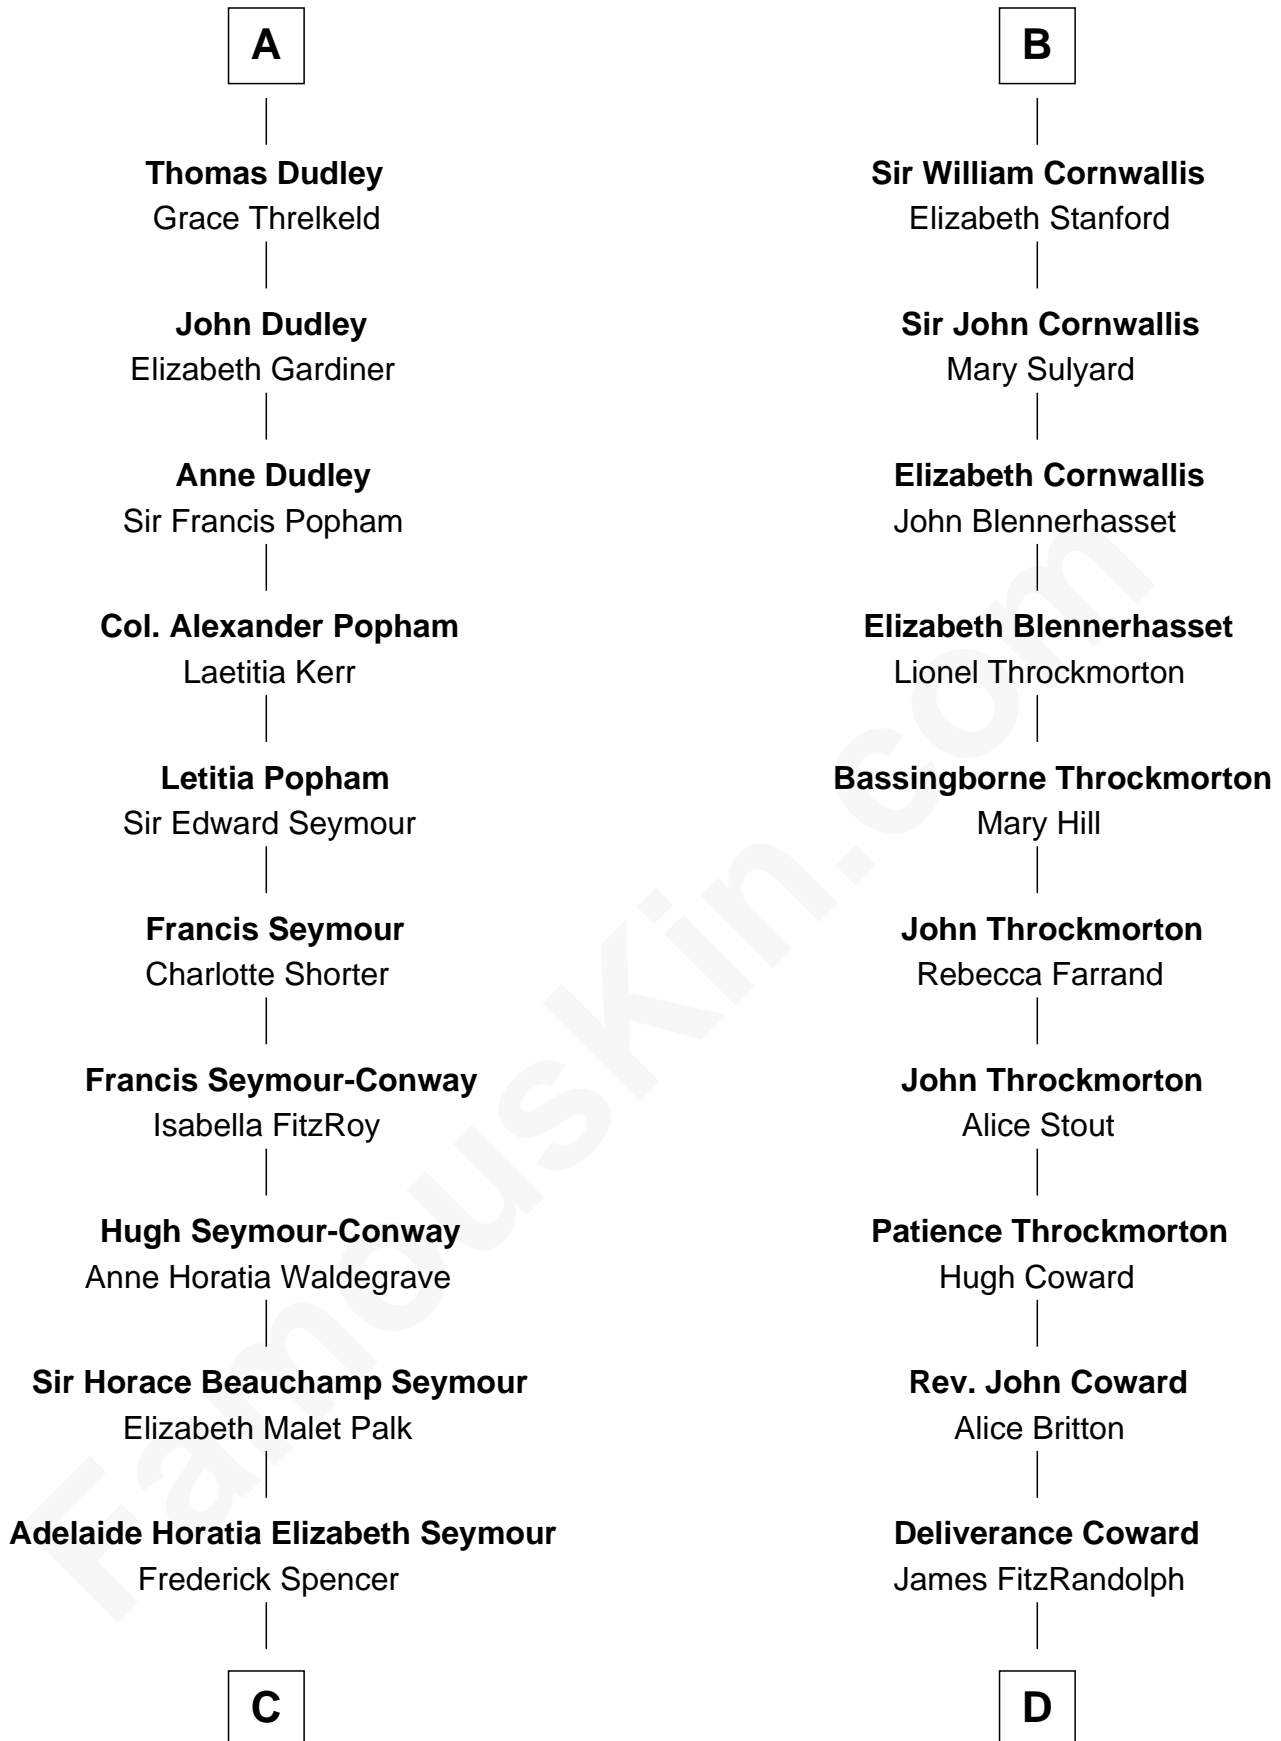 A
Thomas Dudley
Grace Threlkeld
John Dudley
Elizabeth Gardiner
Anne Dudley
Sir Francis Popham
Col. Alexander Popham
Laetitia Kerr
Letitia Popham
Sir Edward Seymour
Francis Seymour
Charlotte Shorter
Francis Seymour-Conway
Isabella FitzRoy
Hugh Seymour-Conway
Anne Horatia Waldegrave
Sir Horace Beauchamp Seymour
Elizabeth Malet Palk
Adelaide Horatia Elizabeth Seymour
Frederick Spencer
C
B
Sir William Cornwallis
Elizabeth Stanford
Sir John Cornwallis
Mary Sulyard
Elizabeth Cornwallis
John Blennerhasset
Elizabeth Blennerhasset
Lionel Throckmorton
Bassingborne Throckmorton
Mary Hill
John Throckmorton
Rebecca Farrand
John Throckmorton
Alice Stout
Patience Throckmorton
Hugh Coward
Rev. John Coward
Alice Britton
Deliverance Coward
James FitzRandolph
D
FamousKin.com